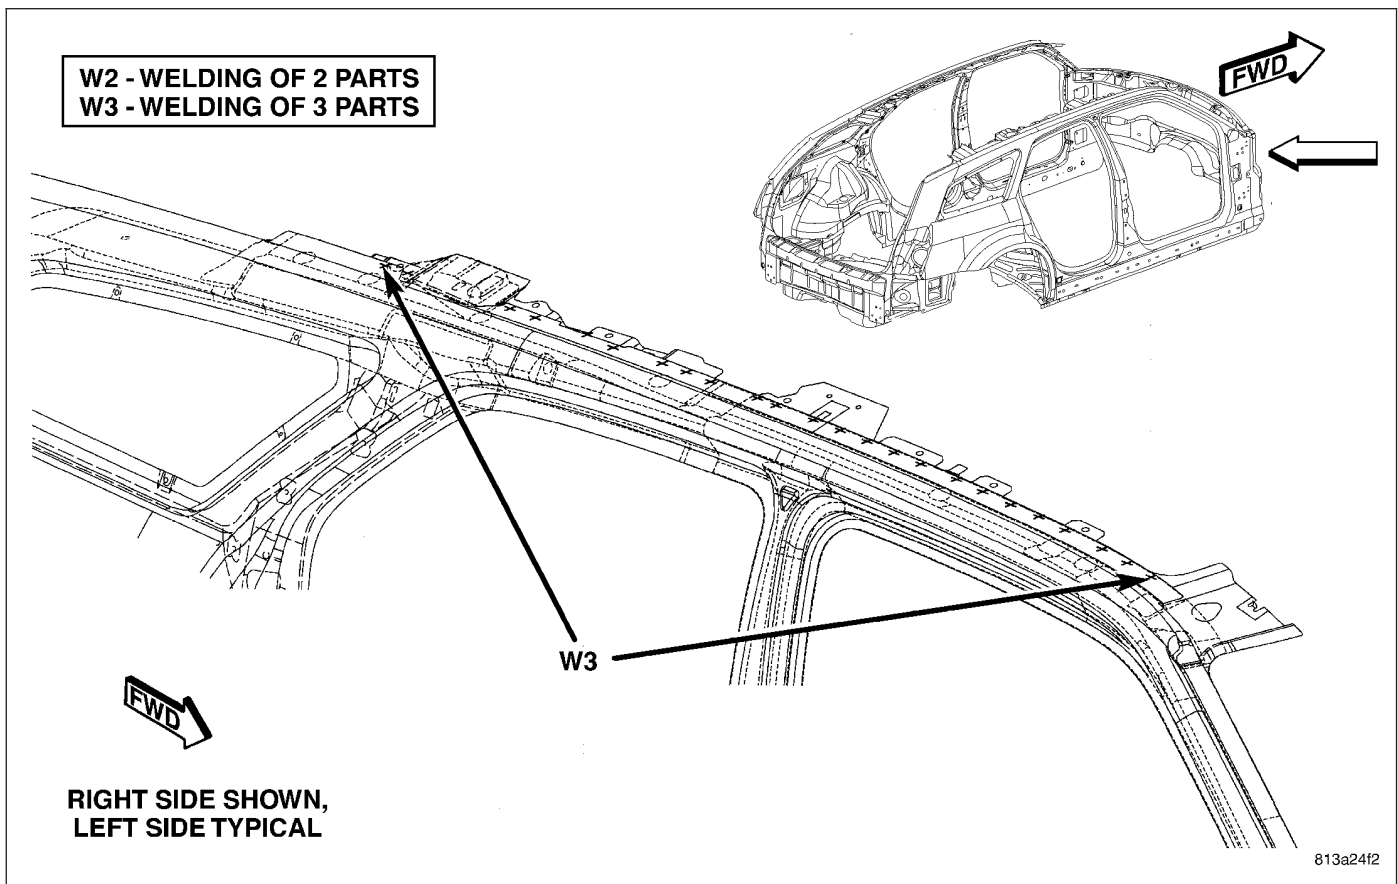 W2 - WELDING OF 2 PARTS
W3 - WELDING OF 3 PARTS
FWD
W3
FWD
RIGHT SIDE SHOWN,
LEFT SIDE TYPICAL
813a24f2